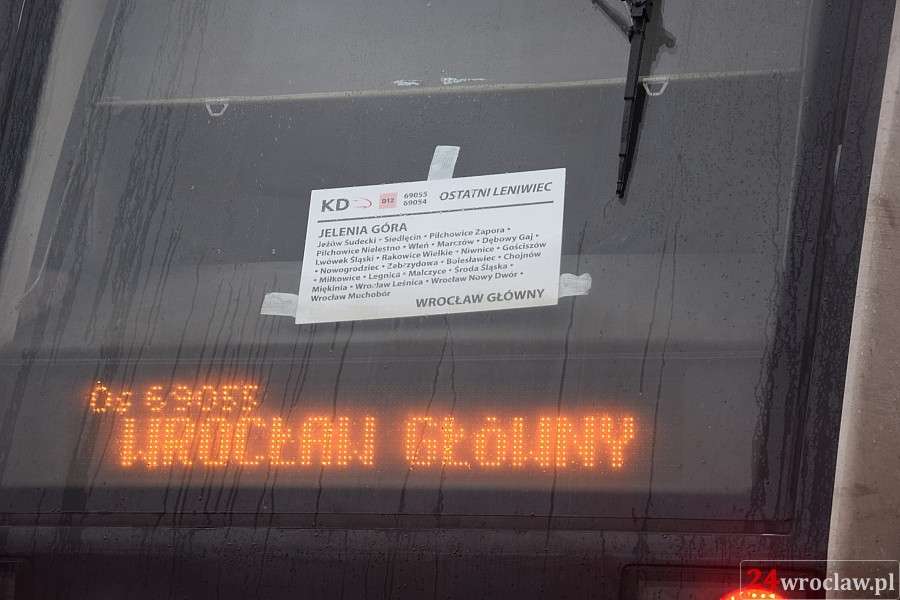 KD D12 69055 OSTATNI LENIWIEC
69054
JELENIA GÓRA
Jeżów Sudecki • Siedlęcin • Pilchowice Zapora •
Pilchowice Nielestno • Wleń • Marczów • Dębowy Gaj •
Lwówek Śląski • Rakowice Wielkie • Niwnice • Gościszów
• Nowogrodziec • Zebrzydowa • Bolesławiec • Chojnów
• Miłkowice • Legnica • Malczyce • Środa Śląska •
Miękinia • Wrocław Leśnica • Wrocław Nowy Dwór •
Wrocław Muchobór
WROCŁAW GŁÓWNY
Os 69055
WROCŁAW GŁÓWNY
24wroclaw.pl